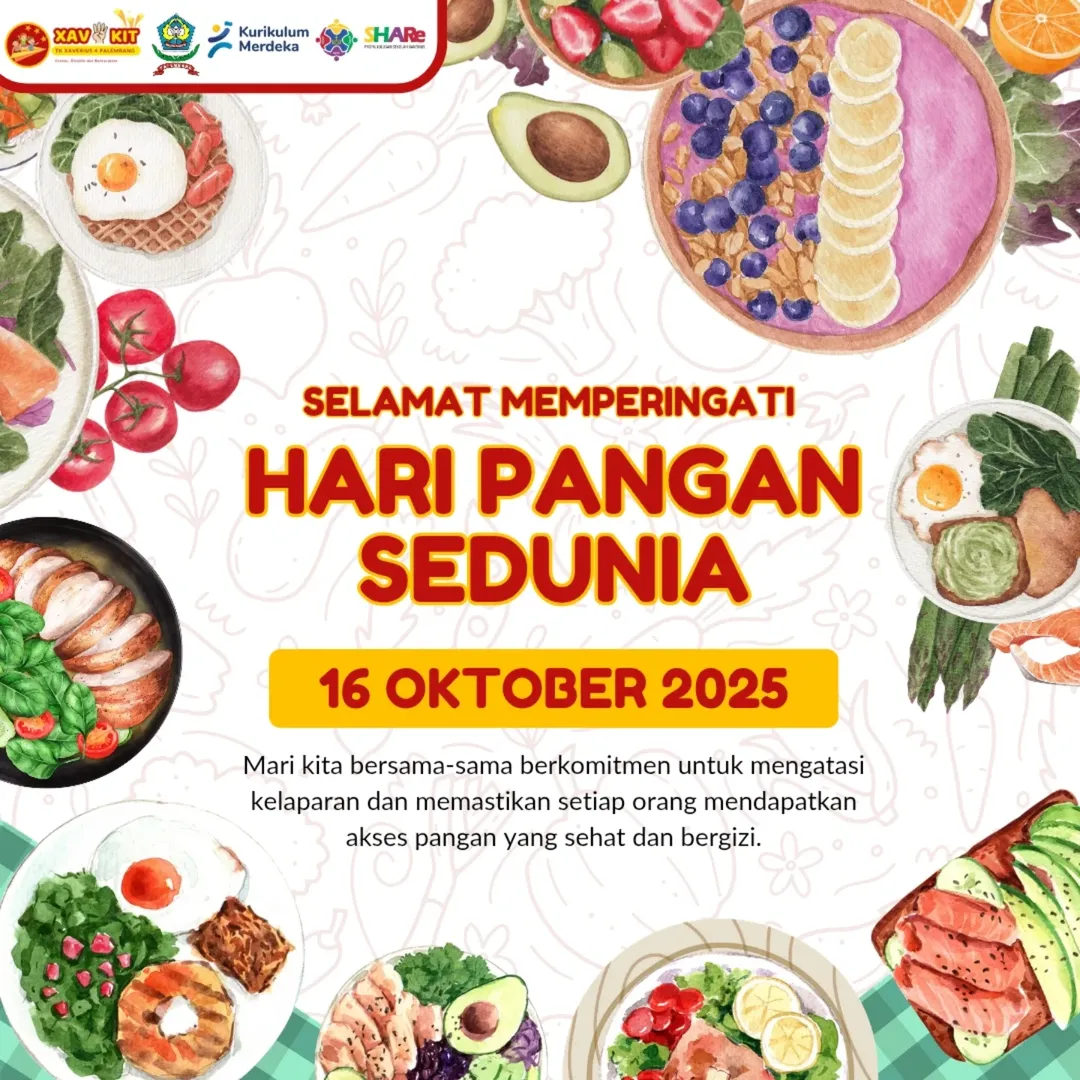 XAV KIT
TK XAVERIUS 4 PALEMBANG
Kurikulum
Merdeka
SHARe
SELAMAT MEMPERINGATI
HARI PANGAN
SEDUNIA
16 OKTOBER 2025
Mari kita bersama-sama berkomitmen untuk mengatasi
kelaparan dan memastikan setiap orang mendapatkan
akses pangan yang sehat dan bergizi.